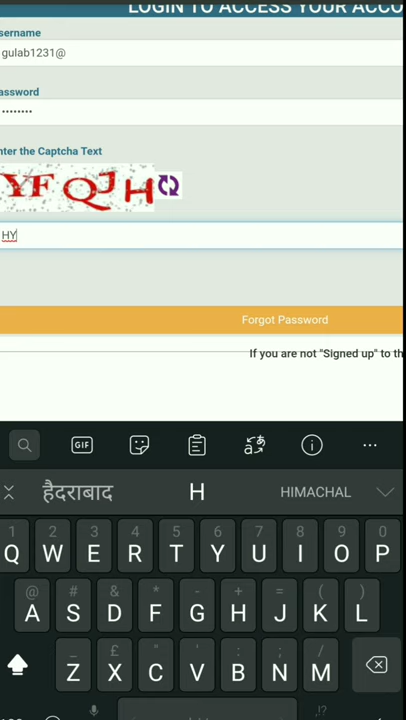 LOGIN TO ACCESS YOUR ACCO
sername
gulab1231@
assword
nter the Captcha Text
YFQJH
HY
Forgot Password
If you are not "Signed up" to th
GIF
हैदराबाद H HIMACHAL
1 2 3 4 5 6 7 8 9 0
Q W E R T Y U I O P
@ # & * - + = ( )
A S D F G H J K L
_ £ " ' : ; /
Z X C V B N M
,!?